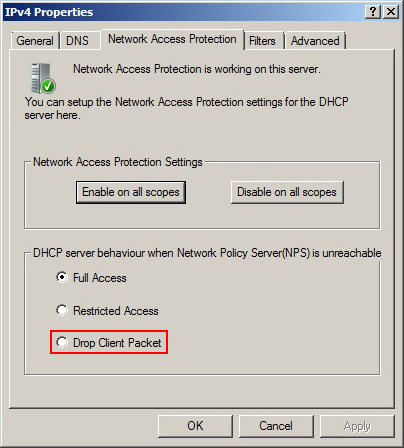 IPv4 Properties
General
DNS
Network Access Protection
Filters
Advanced
Network Access Protection is working on this server.
You can setup the Network Access Protection settings for the DHCP
server here.
Network Access Protection Settings
Enable on all scopes
Disable on all scopes
DHCP server behaviour when Network Policy Server(NPS) is unreachable
Full Access
Restricted Access
Drop Client Packet
OK
Cancel
Apply